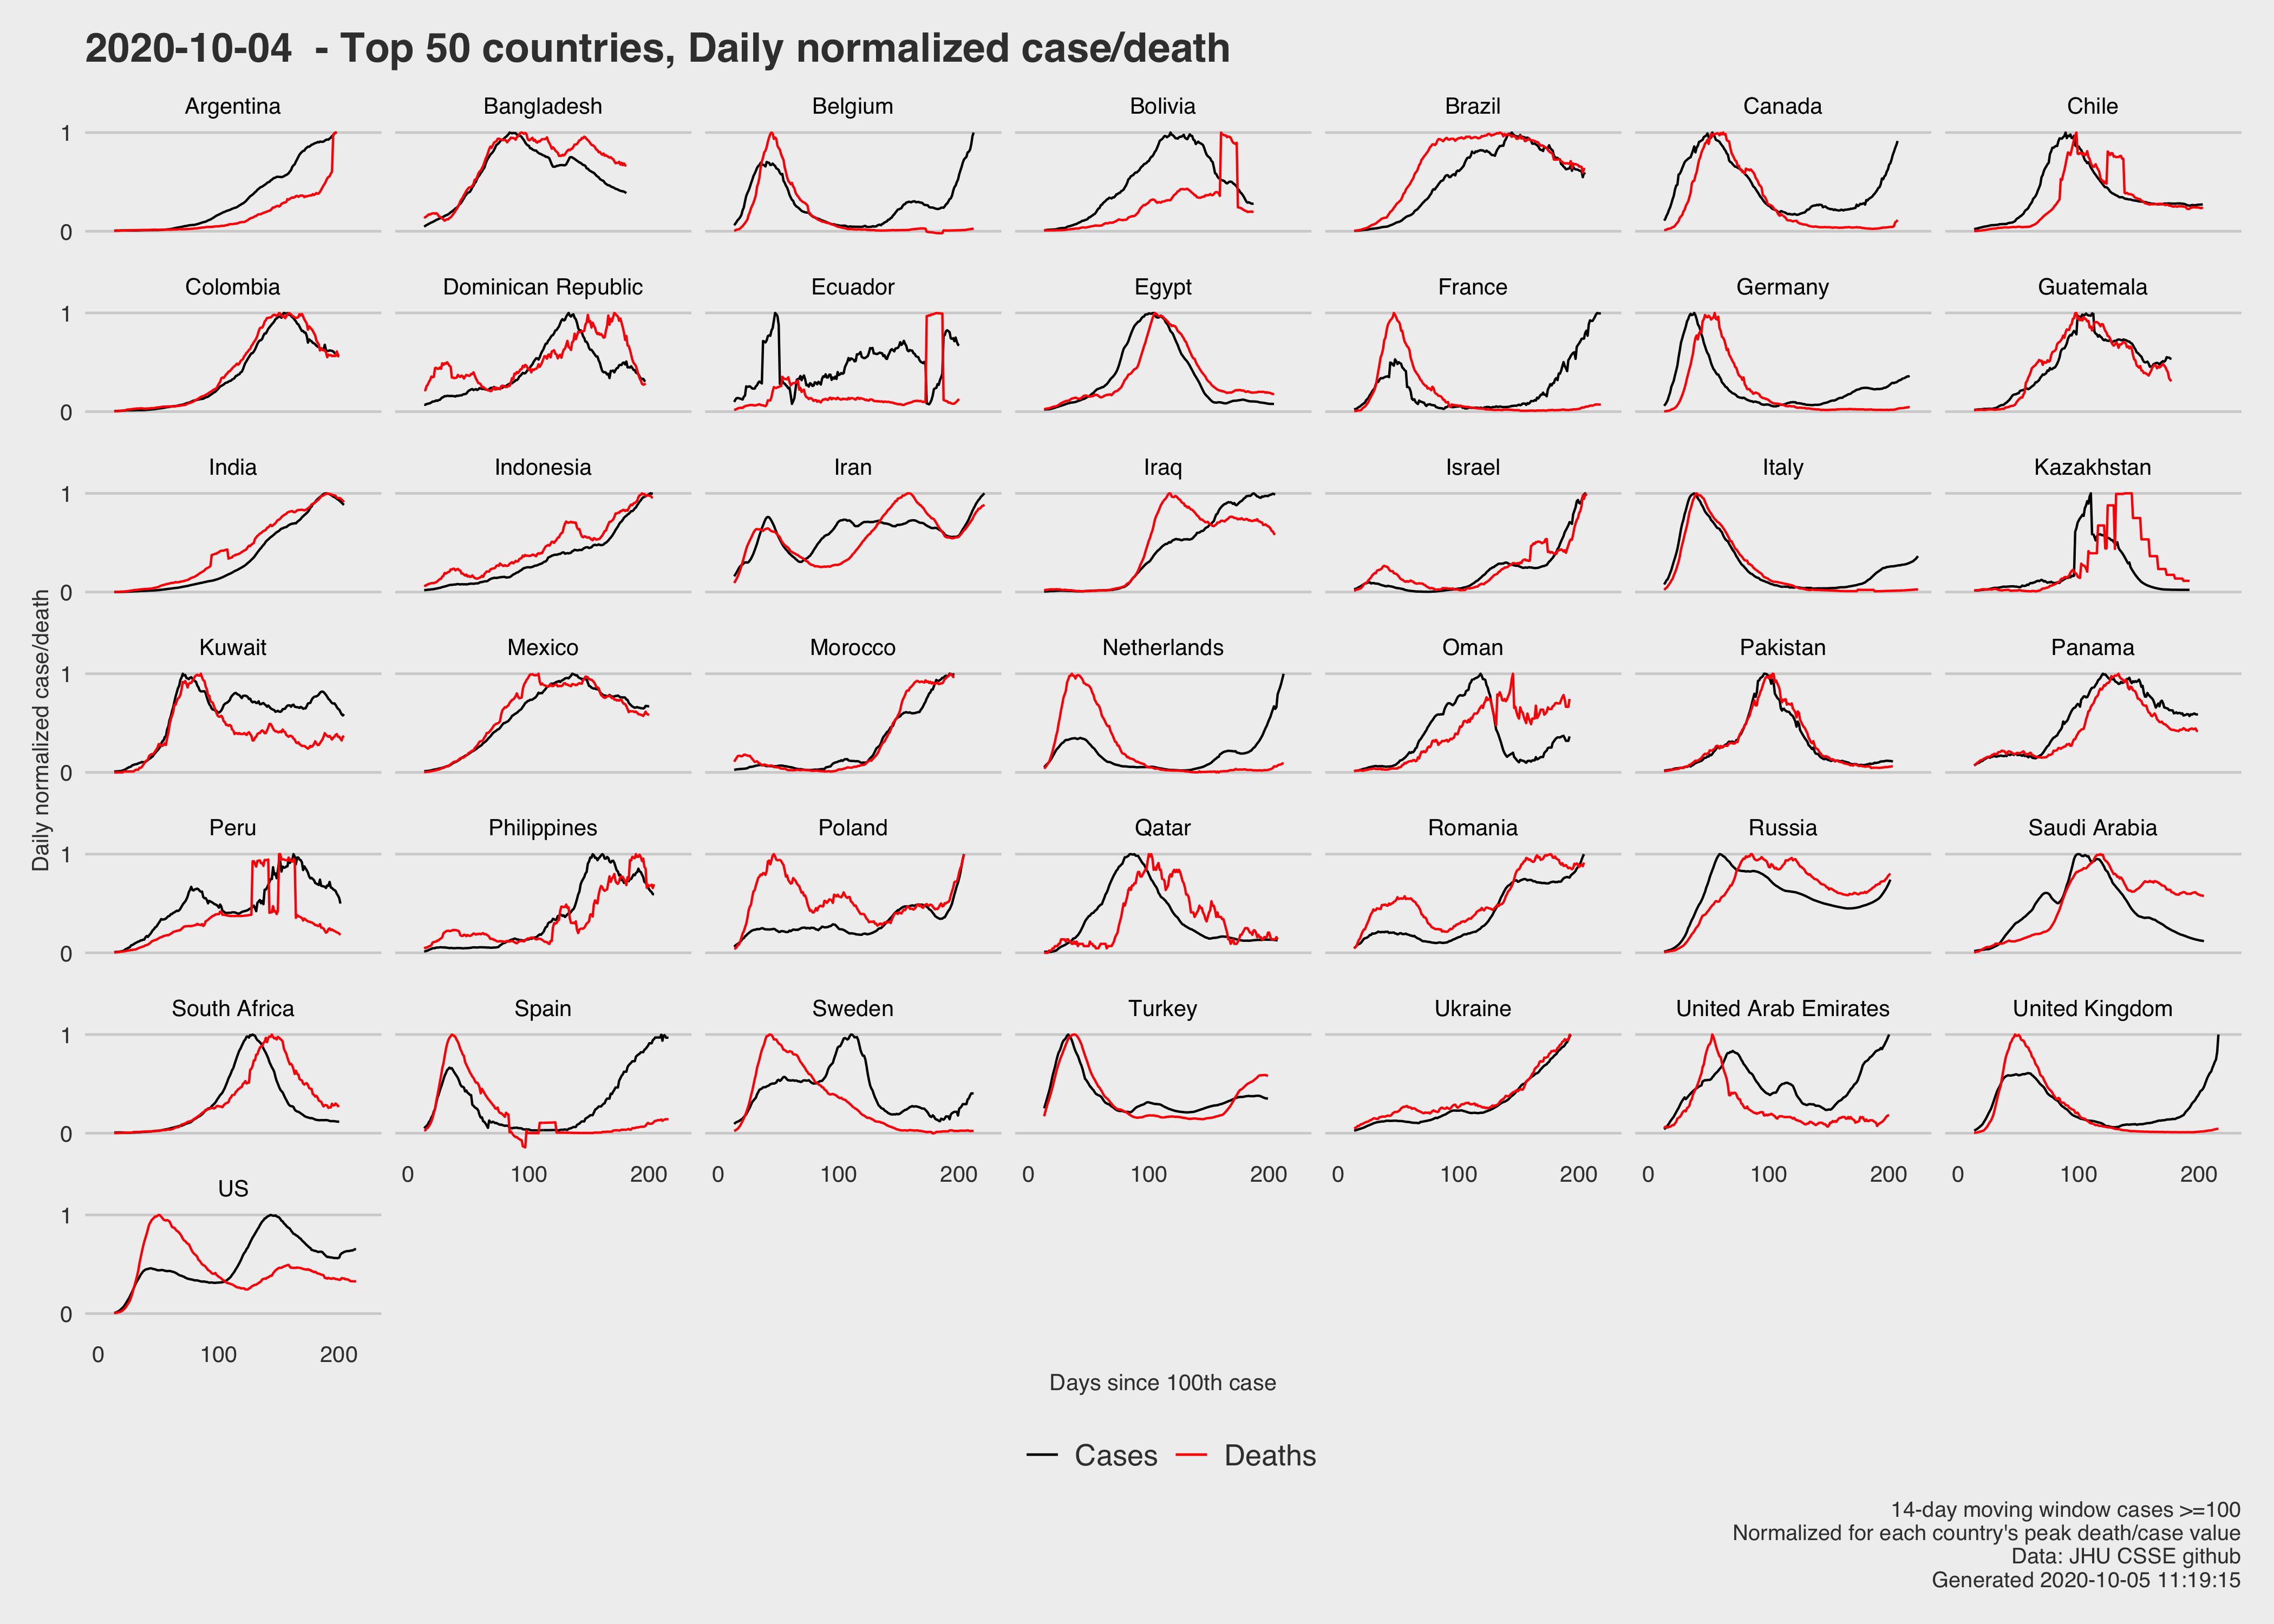 2020-10-04 - Top 50 countries, Daily normalized case/death
Argentina Bangladesh Belgium Bolivia Brazil Canada Chile
1
0
Colombia Dominican Republic Ecuador Egypt France Germany Guatemala
1
0
India Indonesia Iran Iraq Israel Italy Kazakhstan
1
0
Daily normalized case/death
Kuwait Mexico Morocco Netherlands Oman Pakistan Panama
1
0
Peru Philippines Poland Qatar Romania Russia Saudi Arabia
1
0
South Africa Spain Sweden Turkey Ukraine United Arab Emirates United Kingdom
1
0
0 100 200 0 100 200 0 100 200 0 100 200 0 100 200 0 100 200
US
1
0
0 100 200
Days since 100th case
Cases Deaths
14-day moving window cases >=100
Normalized for each country's peak death/case value
Data: JHU CSSE github
Generated 2020-10-05 11:19:15